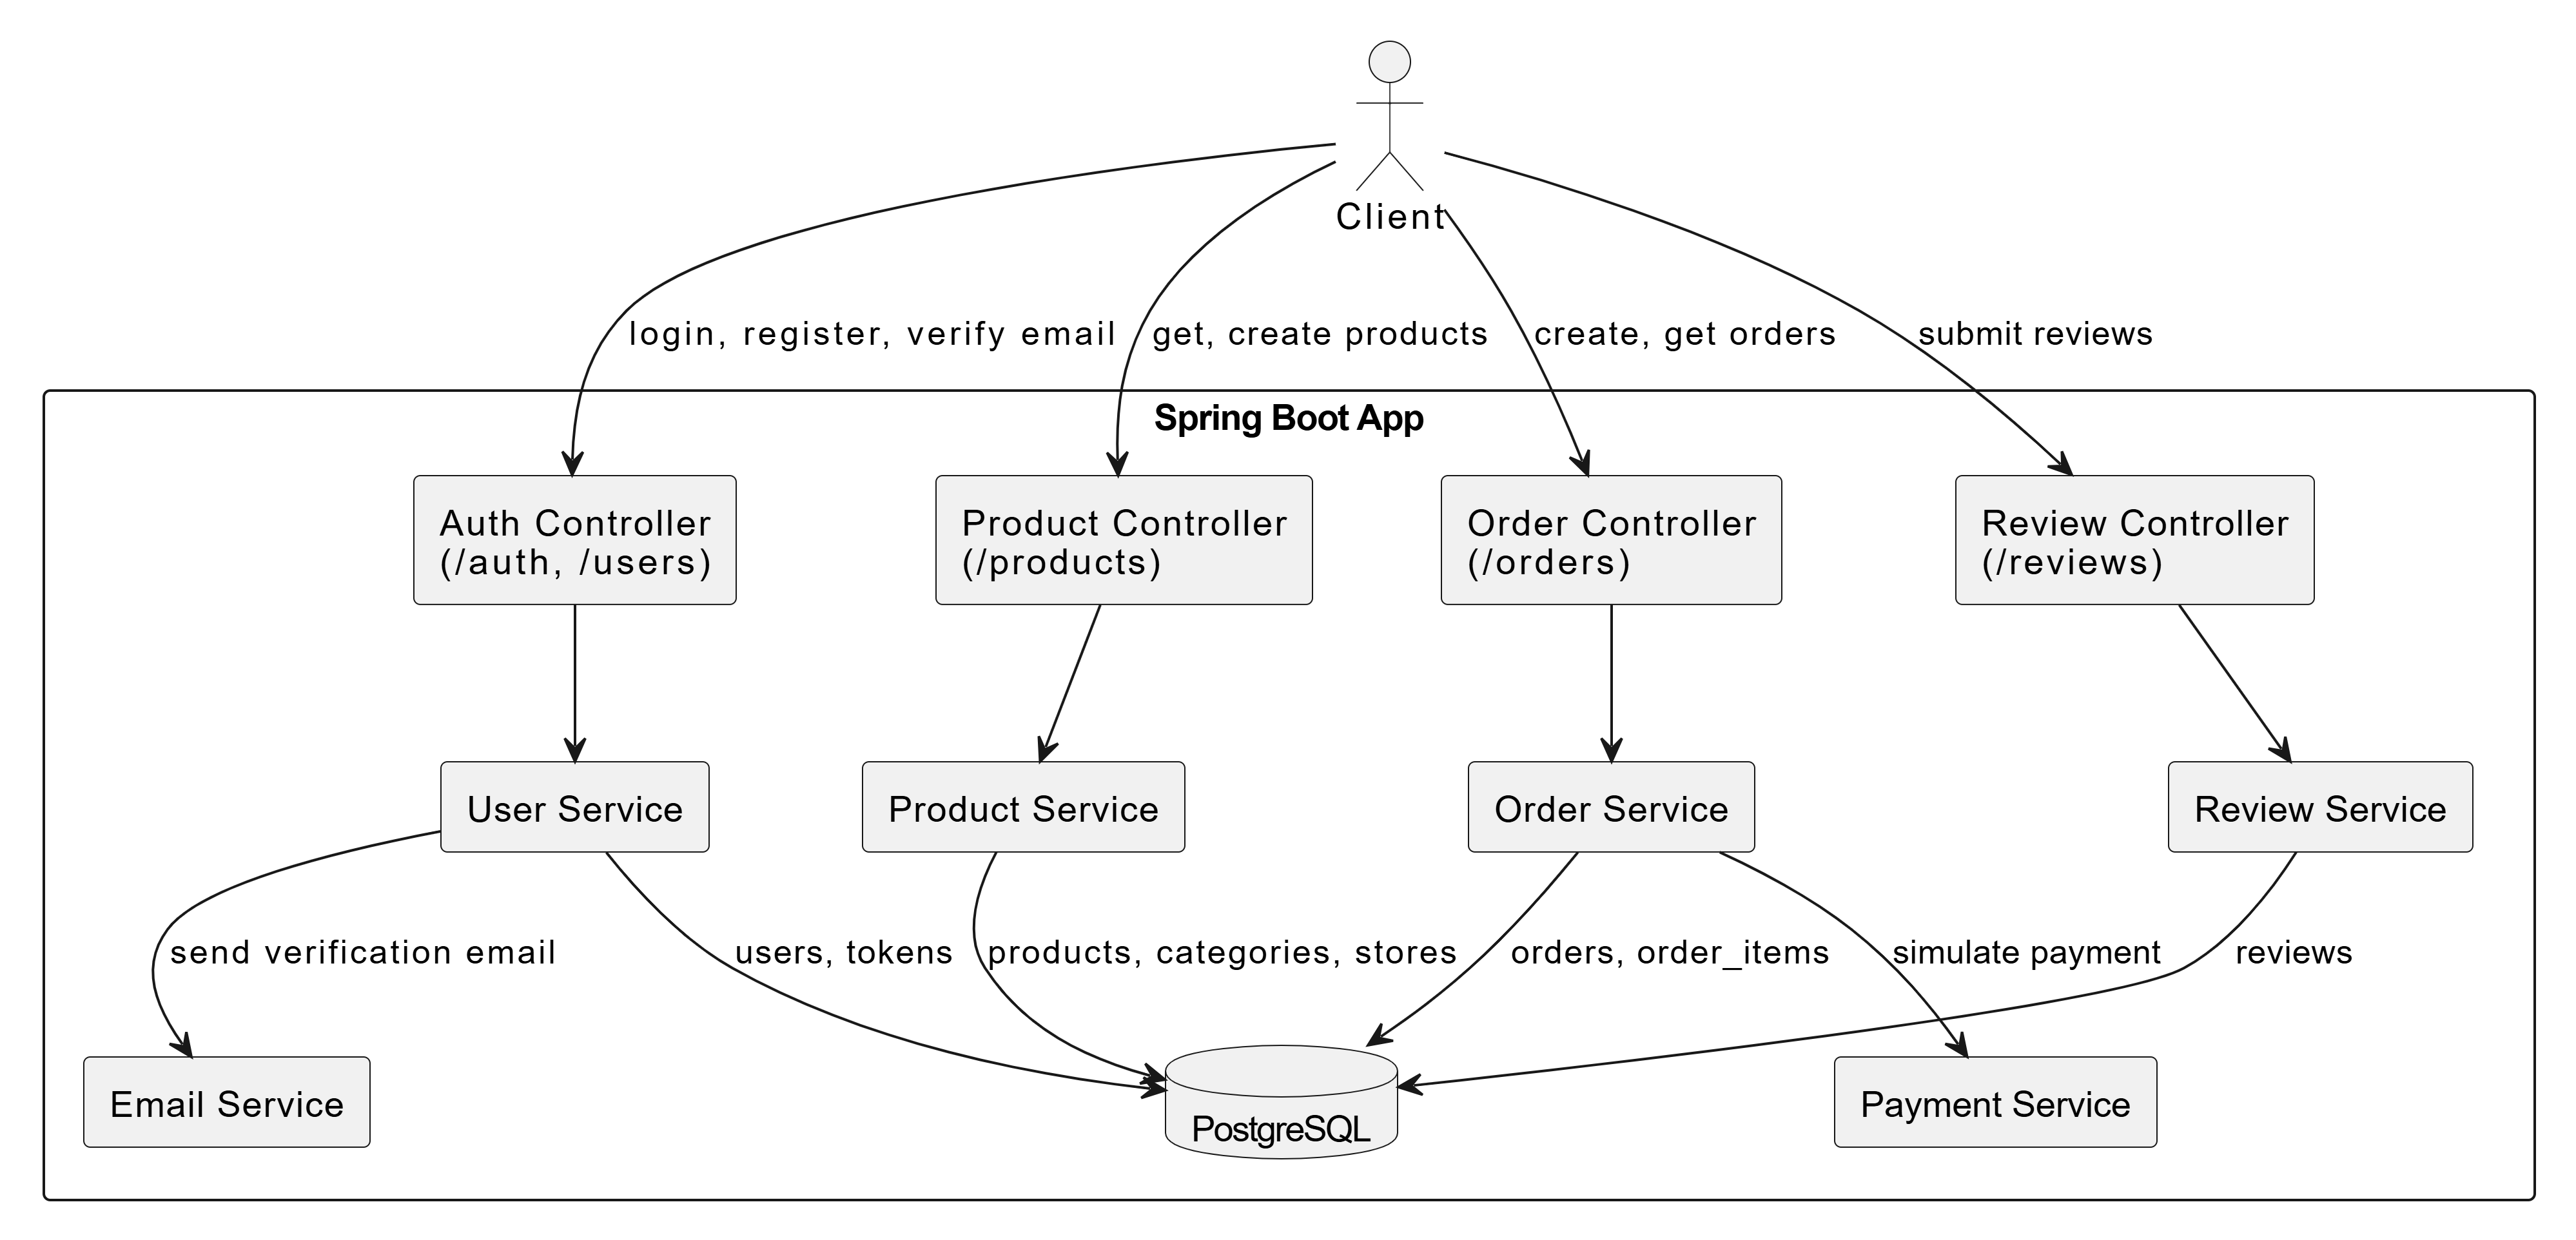 Client
login, register, verify email
get, create products
create, get orders
submit reviews
Spring Boot App
Auth Controller
(/auth, /users)
Product Controller
(/products)
Order Controller
(/orders)
Review Controller
(/reviews)
User Service
Product Service
Order Service
Review Service
send verification email
users, tokens
products, categories, stores
orders, order_items
simulate payment
reviews
Email Service
PostgreSQL
Payment Service